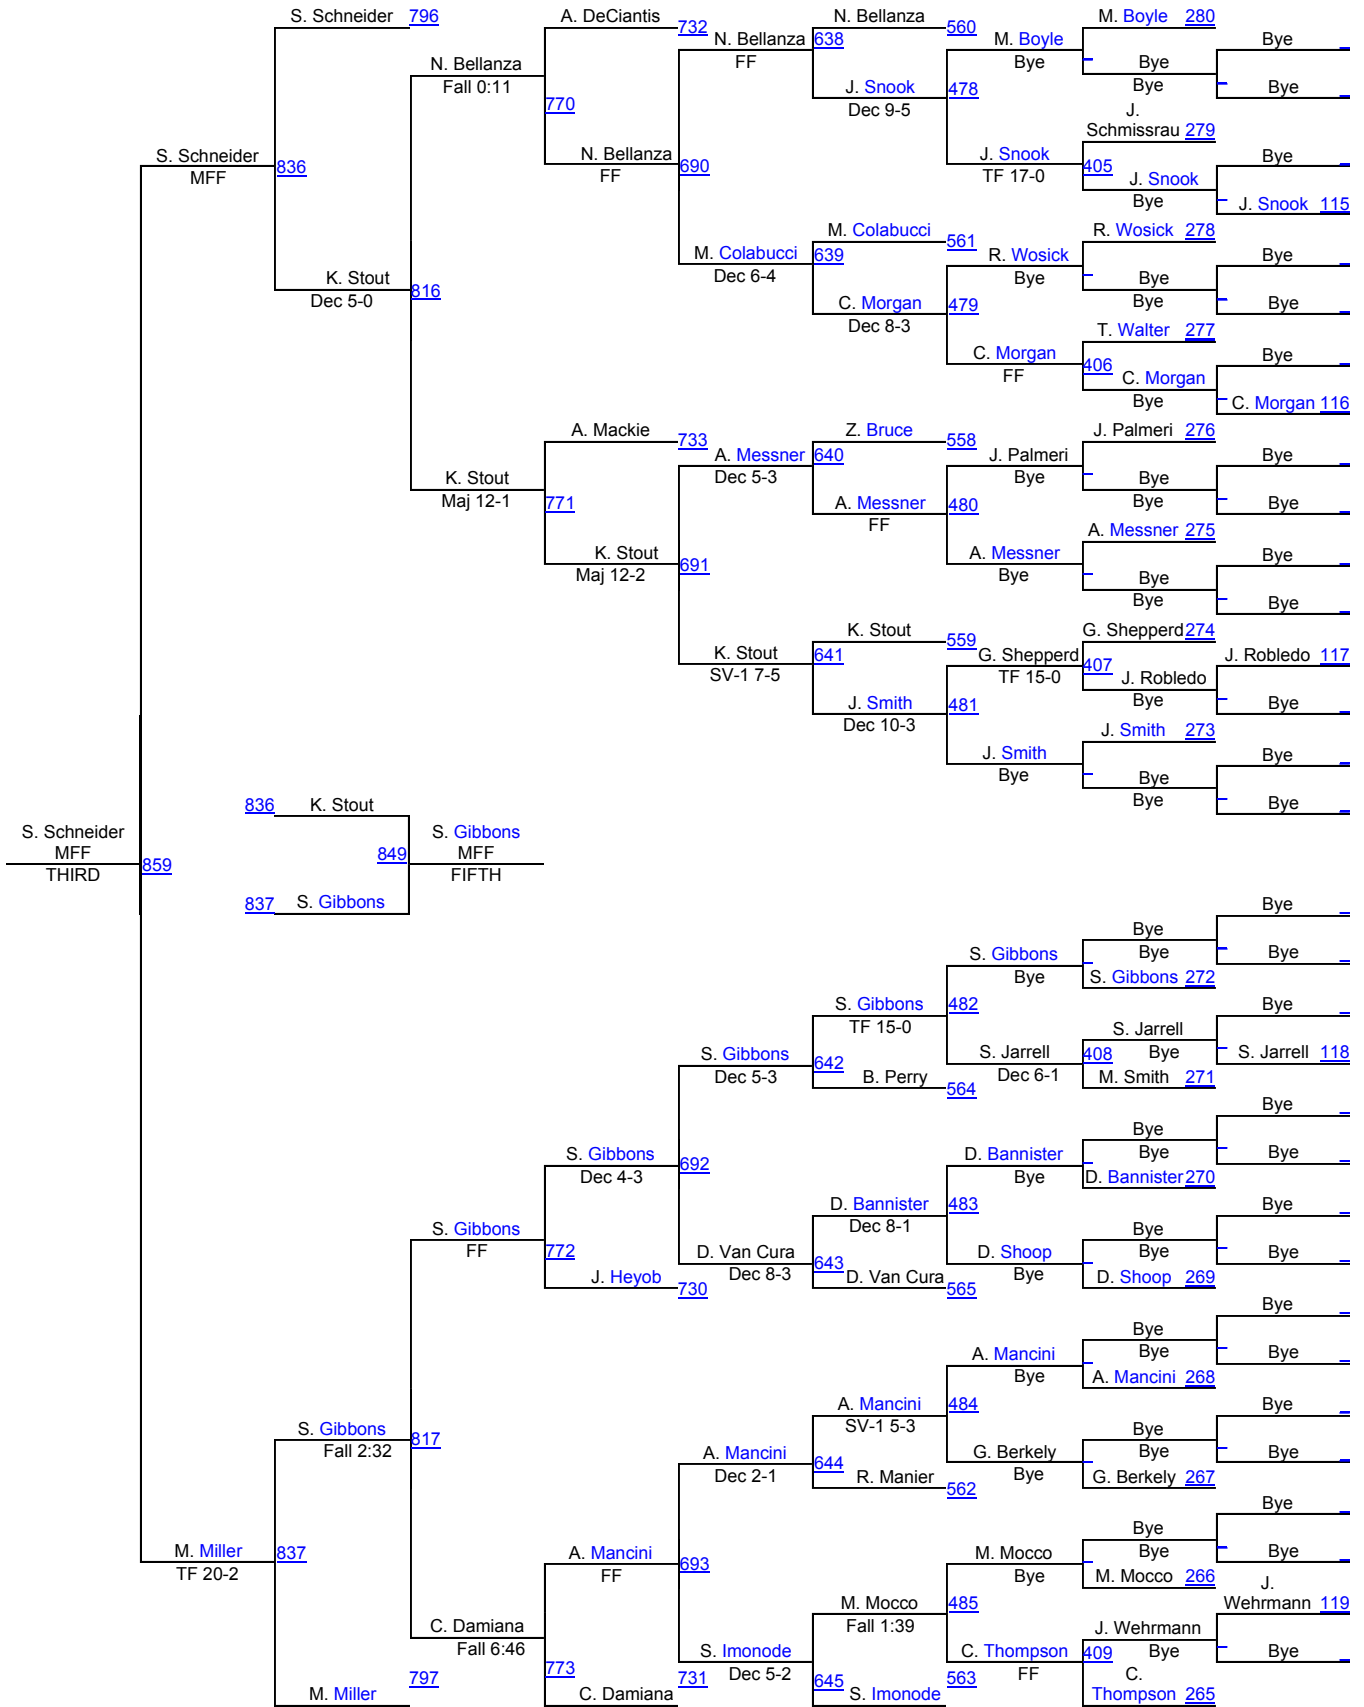 S. Schneider 796
A. DeCiantis 732
N. Bellanza 560
M. Boyle 280
Bye
N. Bellanza 638
FF
M. Boyle
Bye
Bye
Bye
Bye
N. Bellanza
Fall 0:11
770
J. Snook 478
Dec 9-5
J.
Schmissrau 279
S. Schneider 836
MFF
N. Bellanza 690
FF
J. Snook 405
TF 17-0
Bye
J. Snook
Bye
J. Snook 115
M. Colabucci 561
R. Wosick 278
M. Colabucci 639
Dec 6-4
R. Wosick
Bye
Bye
Bye
Bye
Bye
K. Stout 816
Dec 5-0
C. Morgan 479
Dec 8-3
T. Walter 277
C. Morgan 406
FF
Bye
C. Morgan
Bye
C. Morgan 116
A. Mackie 733
Z. Bruce 558
J. Palmeri 276
A. Messner 640
Dec 5-3
J. Palmeri
Bye
Bye
Bye
Bye
Bye
K. Stout 771
Maj 12-1
A. Messner 480
FF
A. Messner 275
K. Stout 691
Maj 12-2
A. Messner
Bye
Bye
Bye
Bye
Bye
K. Stout 559
G. Shepperd 274
K. Stout 641
SV-1 7-5
G. Shepperd 407
TF 15-0
J. Robledo 117
J. Robledo
Bye
Bye
J. Smith 481
Dec 10-3
J. Smith 273
J. Smith
Bye
Bye
Bye
Bye
Bye
836 K. Stout
S. Schneider
MFF
THIRD
859
849
S. Gibbons
MFF
FIFTH
837 S. Gibbons
Bye
Bye
Bye
Bye
S. Gibbons
Bye
S. Gibbons 272
S. Gibbons 482
TF 15-0
Bye
S. Jarrell
Bye
S. Jarrell 118
S. Gibbons 642
Dec 5-3
S. Jarrell 408
Dec 6-1
B. Perry 564
M. Smith 271
Bye
Bye
Bye
Bye
S. Gibbons 692
Dec 4-3
D. Bannister
Bye
D. Bannister 270
D. Bannister 483
Dec 8-1
Bye
Bye
Bye
Bye
S. Gibbons 772
FF
D. Van Cura 643
Dec 8-3
D. Shoop
Bye
J. Heyob 730
D. Van Cura 565
D. Shoop 269
Bye
Bye
Bye
Bye
A. Mancini
Bye
A. Mancini 268
A. Mancini 484
SV-1 5-3
Bye
Bye
Bye
Bye
S. Gibbons 817
Fall 2:32
A. Mancini 644
Dec 2-1
G. Berkely
Bye
R. Manier 562
G. Berkely 267
Bye
Bye
Bye
Bye
M. Miller 837
TF 20-2
A. Mancini 693
FF
M. Mocco
Bye
M. Mocco 266
J.
Wehrmann 119
M. Mocco 485
Fall 1:39
C. Damiana 773
Fall 6:46
J. Wehrmann
Bye
Bye
S. Imonode 645
Dec 5-2
C. Thompson 409
FF
M. Miller 797
C. Damiana 731
S. Imonode 563
C.
Thompson 265